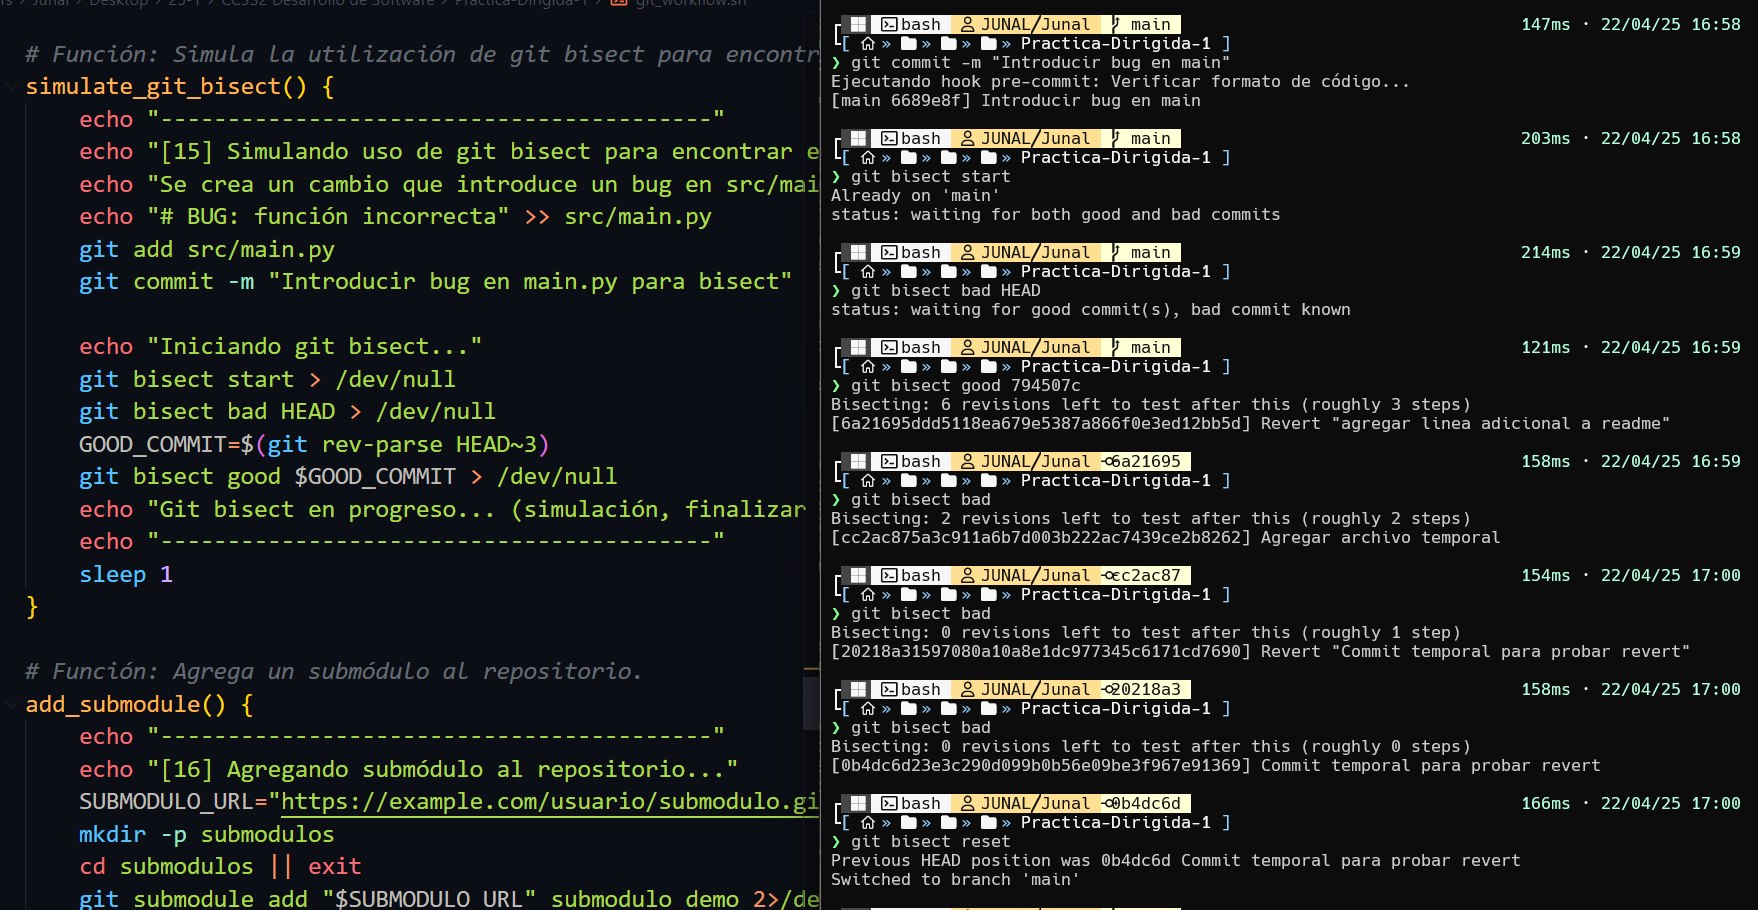 # Función: Simula la utilización de git bisect para encontr
simulate_git_bisect() {
echo "-----------------------------------------"
echo "[15] Simulando uso de git bisect para encontrar e
echo "Se crea un cambio que introduce un bug en src/mai
echo "# BUG: función incorrecta" >> src/main.py
git add src/main.py
git commit -m "Introducir bug en main.py para bisect"
echo "Iniciando git bisect..."
git bisect start > /dev/null
git bisect bad HEAD > /dev/null
GOOD_COMMIT=$(git rev-parse HEAD~3)
git bisect good $GOOD_COMMIT > /dev/null
echo "Git bisect en progreso... (simulación, finalizar
echo "-----------------------------------------"
sleep 1
}
# Función: Agrega un submódulo al repositorio.
add_submodule() {
echo "-----------------------------------------"
echo "[16] Agregando submódulo al repositorio..."
SUBMODULO_URL="https://example.com/usuario/submodulo.gi
mkdir -p submodulos
cd submodulos || exit
git submodule add "$SUBMODULO_URL" submodulo_demo 2>/de
bash JUNAL/Junal main 147ms · 22/04/25 16:58
[ » » » » Practica-Dirigida-1 ]
❯ git commit -m "Introducir bug en main"
Ejecutando hook pre-commit: Verificar formato de código...
[main 6689e8f] Introducir bug en main
bash JUNAL/Junal main 203ms · 22/04/25 16:58
[ » » » » Practica-Dirigida-1 ]
❯ git bisect start
Already on 'main'
status: waiting for both good and bad commits
bash JUNAL/Junal main 214ms · 22/04/25 16:59
[ » » » » Practica-Dirigida-1 ]
❯ git bisect bad HEAD
status: waiting for good commit(s), bad commit known
bash JUNAL/Junal main 121ms · 22/04/25 16:59
[ » » » » Practica-Dirigida-1 ]
❯ git bisect good 794507c
Bisecting: 6 revisions left to test after this (roughly 3 steps)
[6a21695ddd5118ea679e5387a866f0e3ed12bb5d] Revert "agregar linea adicional a readme"
bash JUNAL/Junal 6a21695 158ms · 22/04/25 16:59
[ » » » » Practica-Dirigida-1 ]
❯ git bisect bad
Bisecting: 2 revisions left to test after this (roughly 2 steps)
[cc2ac875a3c911a6b7d003b222ac7439ce2b8262] Agregar archivo temporal
bash JUNAL/Junal cc2ac87 154ms · 22/04/25 17:00
[ » » » » Practica-Dirigida-1 ]
❯ git bisect bad
Bisecting: 0 revisions left to test after this (roughly 1 step)
[20218a31597080a10a8e1dc977345c6171cd7690] Revert "Commit temporal para probar revert"
bash JUNAL/Junal 20218a3 158ms · 22/04/25 17:00
[ » » » » Practica-Dirigida-1 ]
❯ git bisect bad
Bisecting: 0 revisions left to test after this (roughly 0 steps)
[0b4dc6d23e3c290d099b0b56e09be3f967e91369] Commit temporal para probar revert
bash JUNAL/Junal 0b4dc6d 166ms · 22/04/25 17:00
[ » » » » Practica-Dirigida-1 ]
❯ git bisect reset
Previous HEAD position was 0b4dc6d Commit temporal para probar revert
Switched to branch 'main'